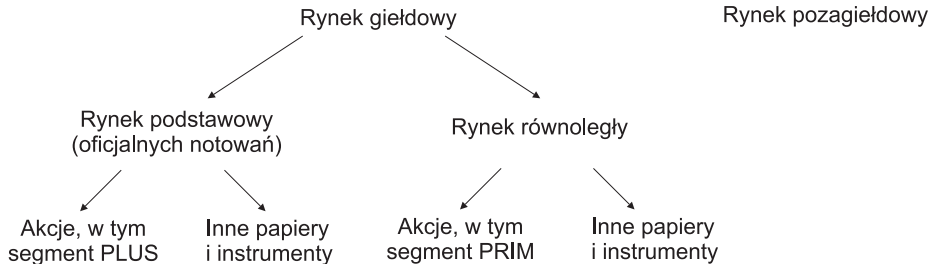 Rynek giełdowy
Rynek pozagiełdowy
Rynek podstawowy
(oficjalnych notowań)
Rynek równoległy
Akcje, w tym
segment PLUS
Inne papiery
i instrumenty
Akcje, w tym
segment PRIM
Inne papiery
i instrumenty